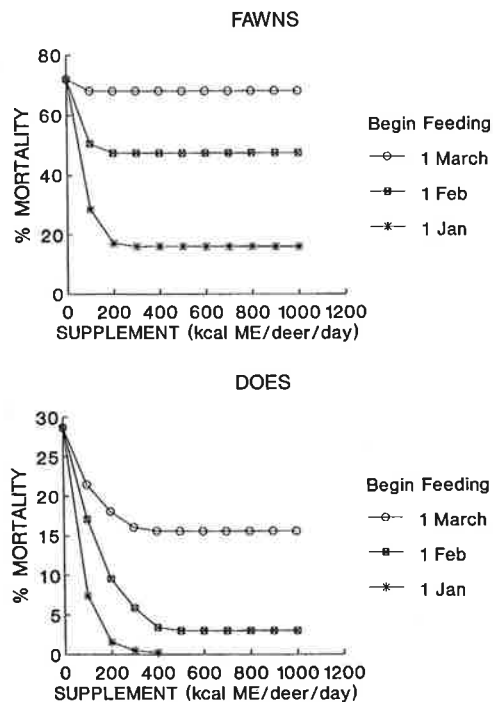 FAWNS
80
60
40
20
0
% MORTALITY
0 200 400 600 800 1000 1200
SUPPLEMENT (kcal ME/deer/day)
Begin Feeding
1 March
1 Feb
1 Jan
DOES
30
25
20
15
10
5
0
% MORTALITY
0 200 400 600 800 1000 1200
SUPPLEMENT (kcal ME/deer/day)
Begin Feeding
1 March
1 Feb
1 Jan